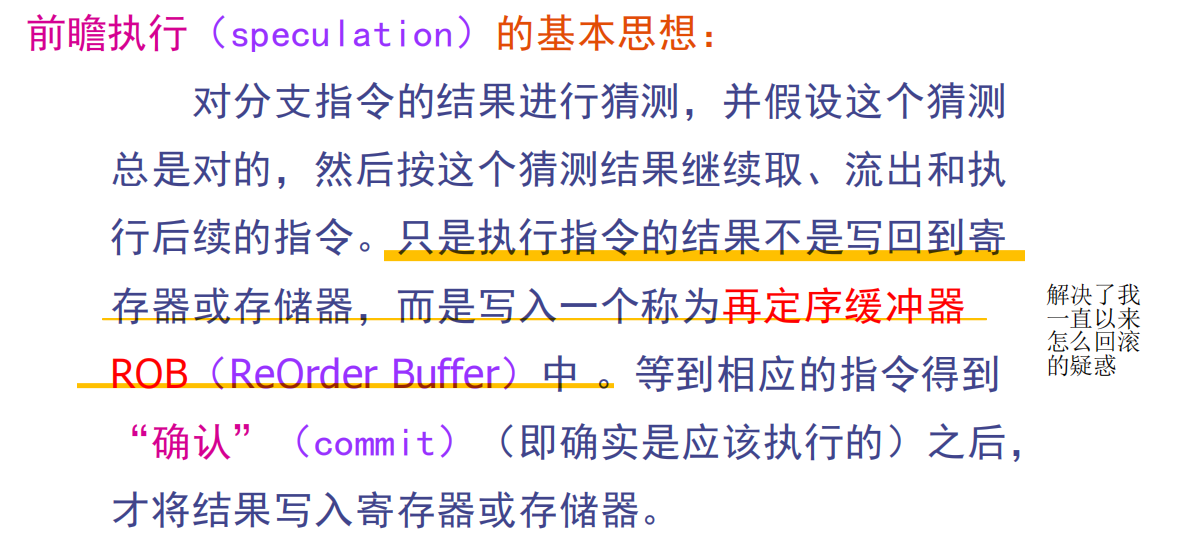 前瞻执行（speculation）的基本思想：
对分支指令的结果进行猜测，并假设这个猜测
总是对的，然后按这个猜测结果继续取、流出和执
行后续的指令。只是执行指令的结果不是写回到寄
存器或存储器，而是写入一个称为再定序缓冲器
ROB（ReOrder Buffer）中 。等到相应的指令得到
“确认”（commit）（即确实是应该执行的）之后，
才将结果写入寄存器或存储器。
解决了我
一直以来
怎么回滚
的疑惑